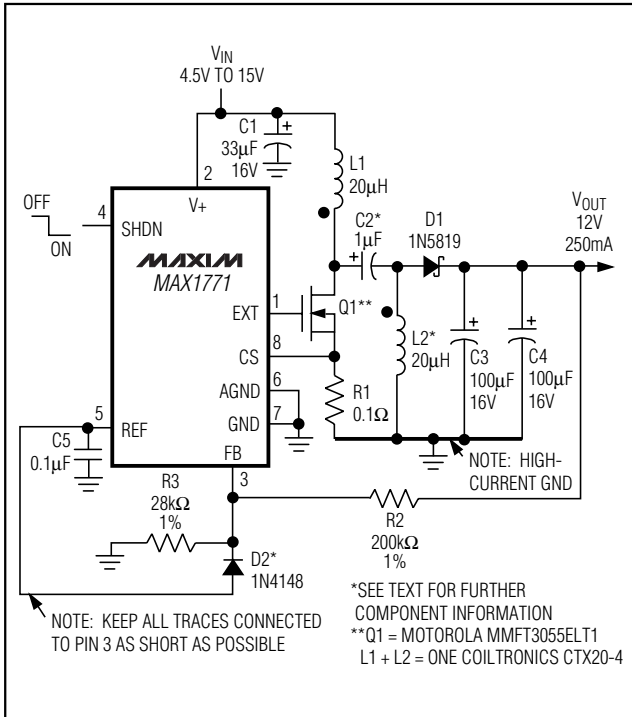 VIN
4.5V TO 15V
C1
33µF
16V
2
L1
20µH
OFF
ON
4
V+
SHDN
MAXIM
MAX1771
C2*
1µF
D1
1N5819
VOUT
12V
250mA
EXT
1
Q1**
CS
8
L2*
20µH
C3
100µF
16V
C4
100µF
16V
AGND
6
R1
0.1Ω
GND
7
5
REF
C5
0.1µF
FB
3
NOTE: HIGH-
CURRENT GND
R3
28kΩ
1%
R2
200kΩ
1%
D2*
1N4148
*SEE TEXT FOR FURTHER
COMPONENT INFORMATION
**Q1 = MOTOROLA MMFT3055ELT1
L1 + L2 = ONE COILTRONICS CTX20-4
NOTE: KEEP ALL TRACES CONNECTED
TO PIN 3 AS SHORT AS POSSIBLE